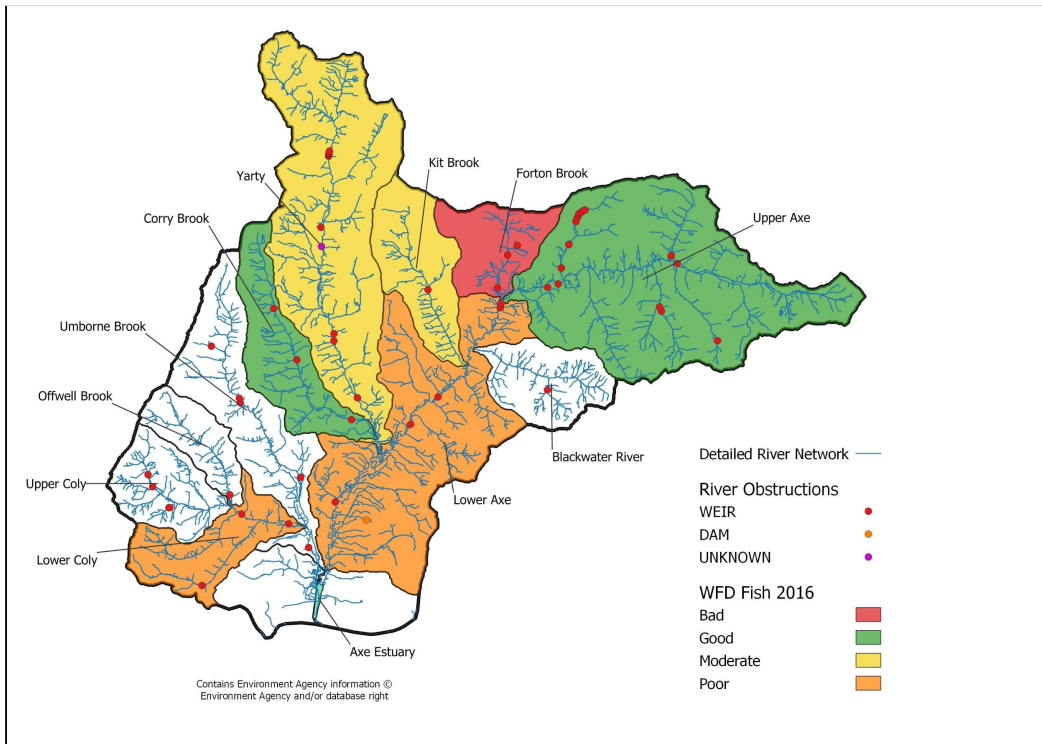 Kit Brook
Yarty
Forton Brook
Corry Brook
Upper Axe
Umborne Brook
Offwell Brook
Upper Coly
Lower Coly
Blackwater River
Lower Axe
Axe Estuary
Detailed River Network
River Obstructions
WEIR
DAM
UNKNOWN
WFD Fish 2016
Bad
Good
Moderate
Poor
Contains Environment Agency information ©
Environment Agency and/or database right